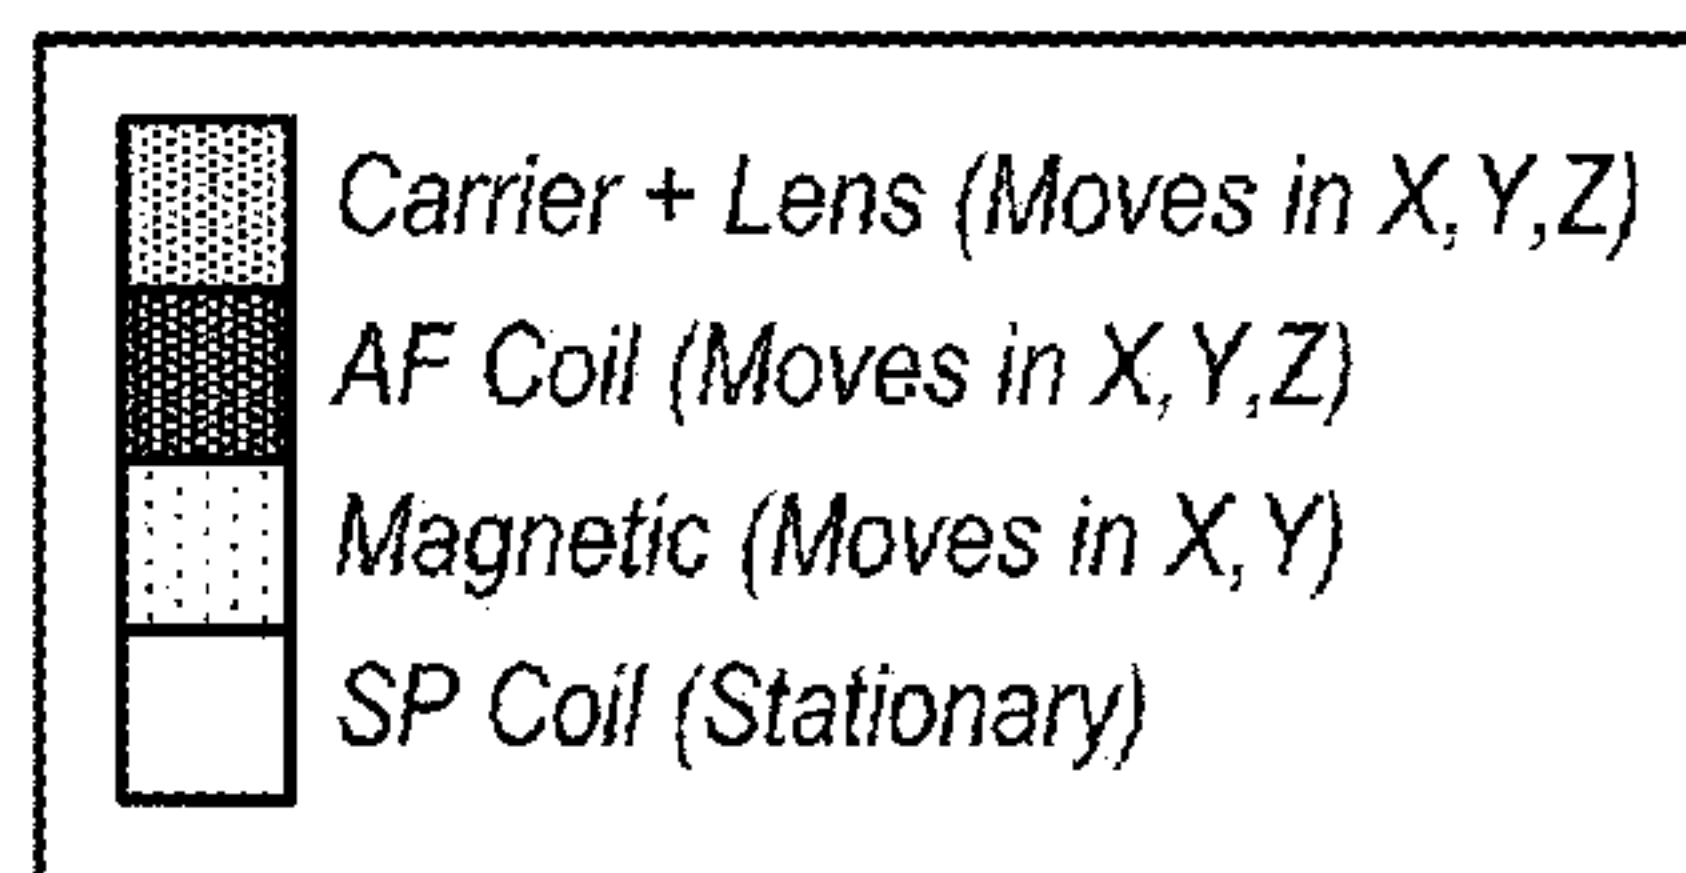 Carrier + Lens (Moves in X,Y,Z)
AF Coil (Moves in X,Y,Z)
Magnetic (Moves in X,Y)
SP Coil (Stationary)